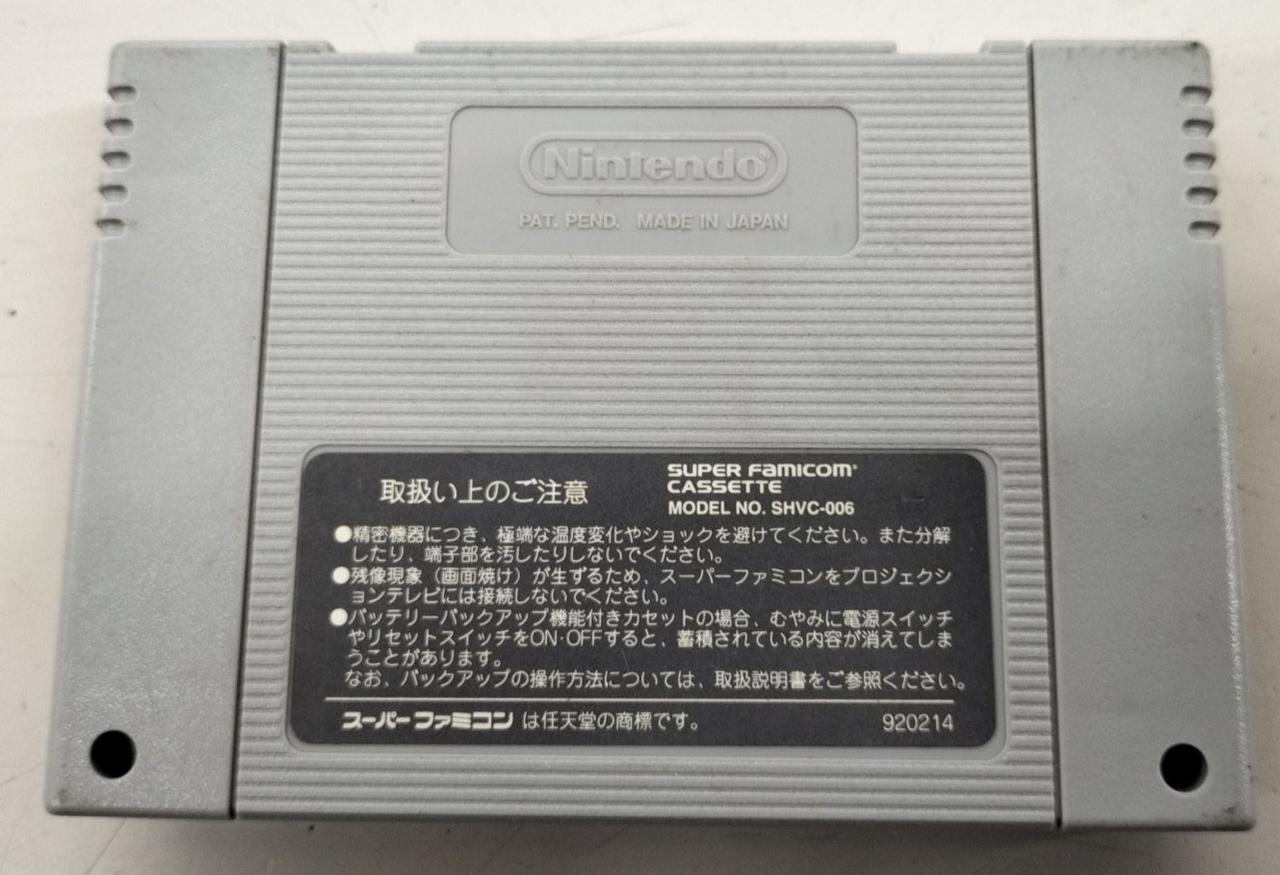 Nintendo®
PAT. PEND. MADE IN JAPAN
取扱い上のご注意
SUPER FAMICOM®
CASSETTE
MODEL NO. SHVC-006
●精密機器につき、極端な温度変化やショックを避けてください。また分解
したり、端子部を汚したりしないでください。
●残像現象（画面焼け）が生ずるため、スーパーファミコンをプロジェクシ
ョンテレビには接続しないでください。
●バッテリーバックアップ機能付きカセットの場合、むやみに電源スイッチ
やリセットスイッチをON・OFFすると、蓄積されている内容が消えてしま
うことがあります。
なお、バックアップの操作方法については、取扱説明書をご参照ください。
スーパーファミコン は任天堂の商標です。
920214